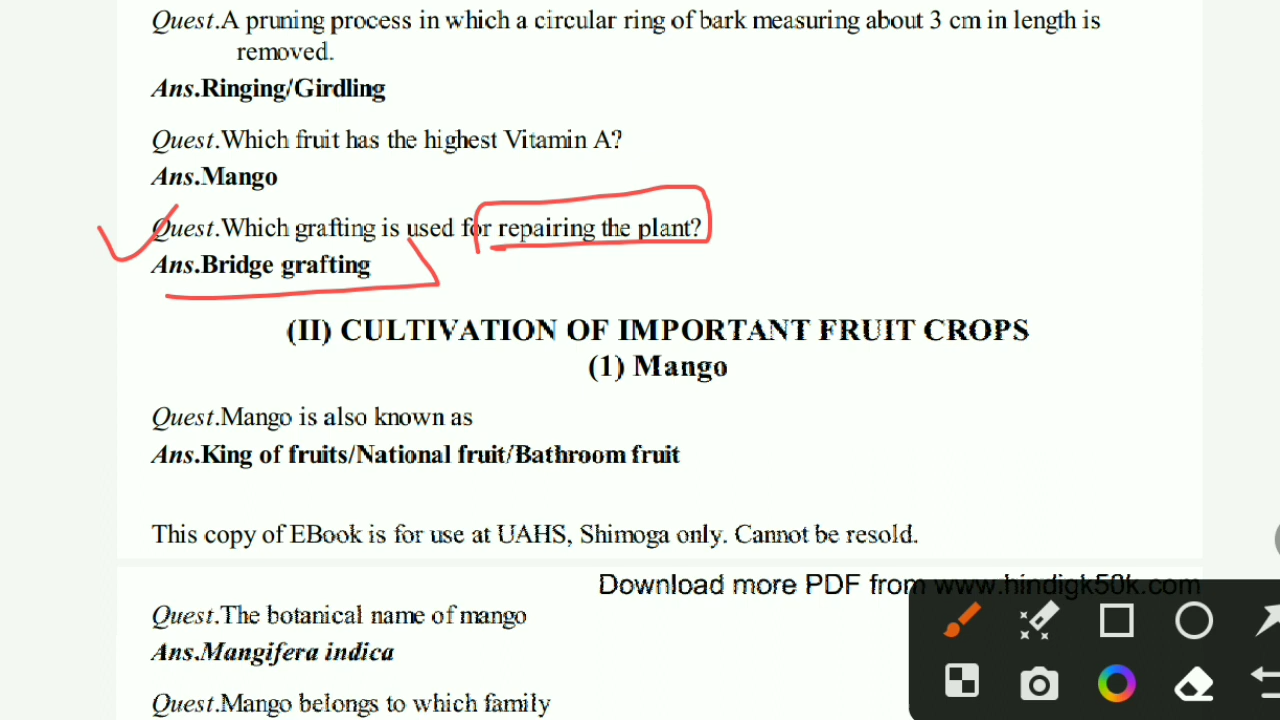 Quest.A pruning process in which a circular ring of bark measuring about 3 cm in length is
removed.
Ans.Ringing/Girdling
Quest.Which fruit has the highest Vitamin A?
Ans.Mango
Quest.Which grafting is used for repairing the plant?
Ans.Bridge grafting
(II) CULTIVATION OF IMPORTANT FRUIT CROPS
(1) Mango
Quest.Mango is also known as
Ans.King of fruits/National fruit/Bathroom fruit
This copy of EBook is for use at UAHS, Shimoga only. Cannot be resold.
Download more PDF from www.hindigk50k.com
Quest.The botanical name of mango
Ans.Mangifera indica
Quest.Mango belongs to which family